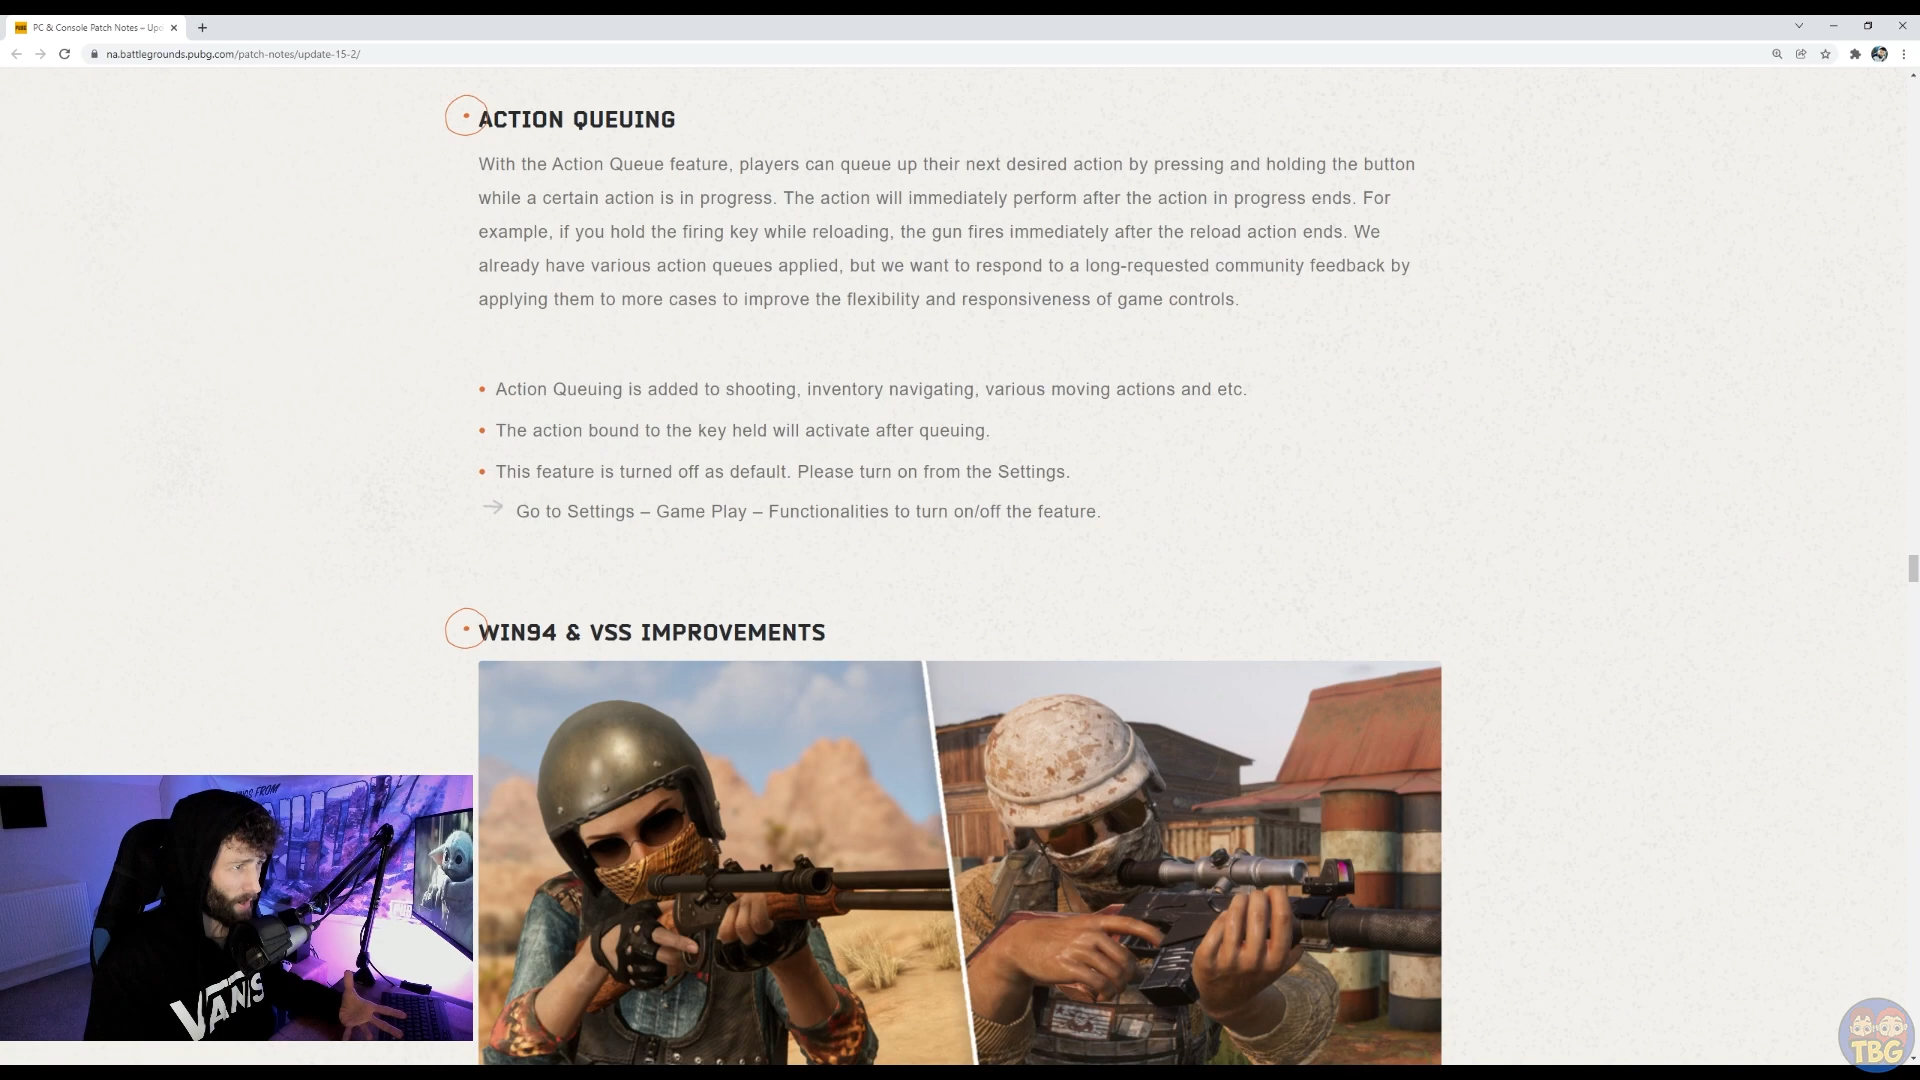 PC & Console Patch Notes – Upd
na.battlegrounds.pubg.com/patch-notes/update-15-2/
ACTION QUEUING
With the Action Queue feature, players can queue up their next desired action by pressing and holding the button
while a certain action is in progress. The action will immediately perform after the action in progress ends. For
example, if you hold the firing key while reloading, the gun fires immediately after the reload action ends. We
already have various action queues applied, but we want to respond to a long-requested community feedback by
applying them to more cases to improve the flexibility and responsiveness of game controls.
• Action Queuing is added to shooting, inventory navigating, various moving actions and etc.
• The action bound to the key held will activate after queuing.
• This feature is turned off as default. Please turn on from the Settings.
→ Go to Settings – Game Play – Functionalities to turn on/off the feature.
WIN94 & VSS IMPROVEMENTS
VANS
TBG